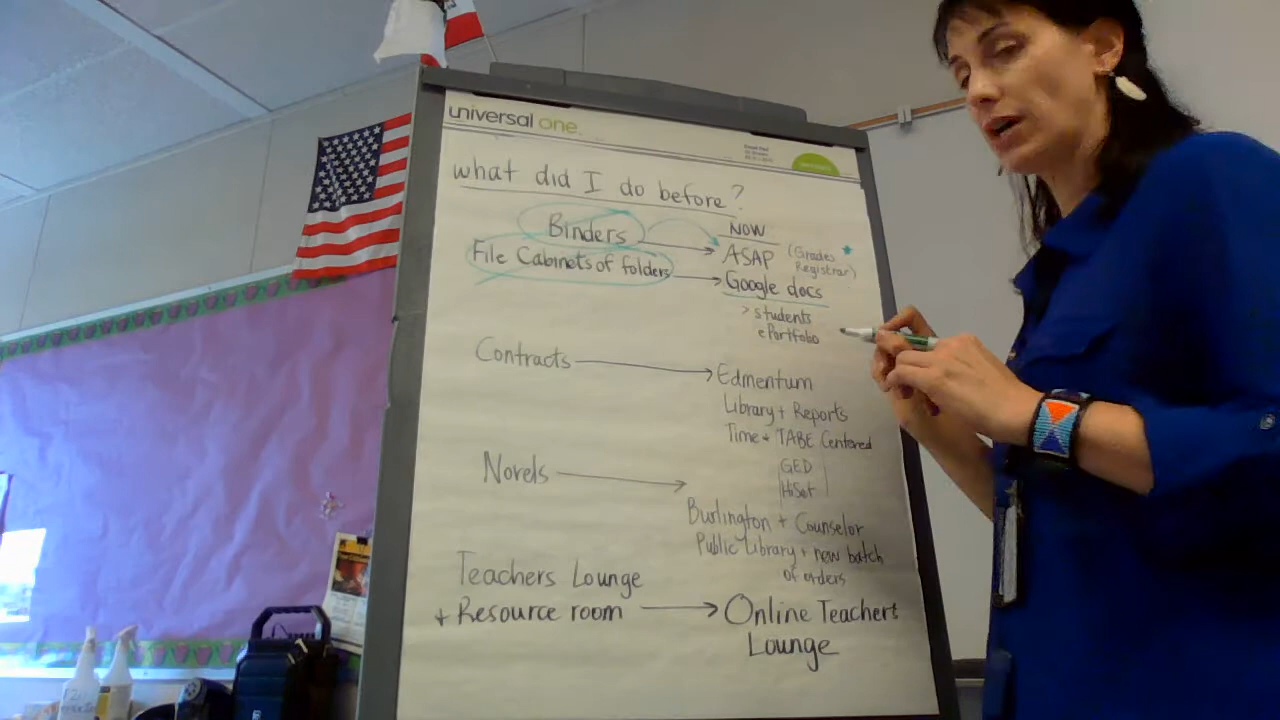 universal one.
what did I do before?
NOW
Binders
ASAP (Grades
Registrar)
File Cabinets of folders
Google docs
> students
ePortfolio
Contracts
Edmentum
Library + Reports
Time + TABE Centered
GED
HiSet
Novels
Burlington + Counselor
Public Library + new batch
of orders
Teachers Lounge
+ Resource room
Online Teachers
Lounge